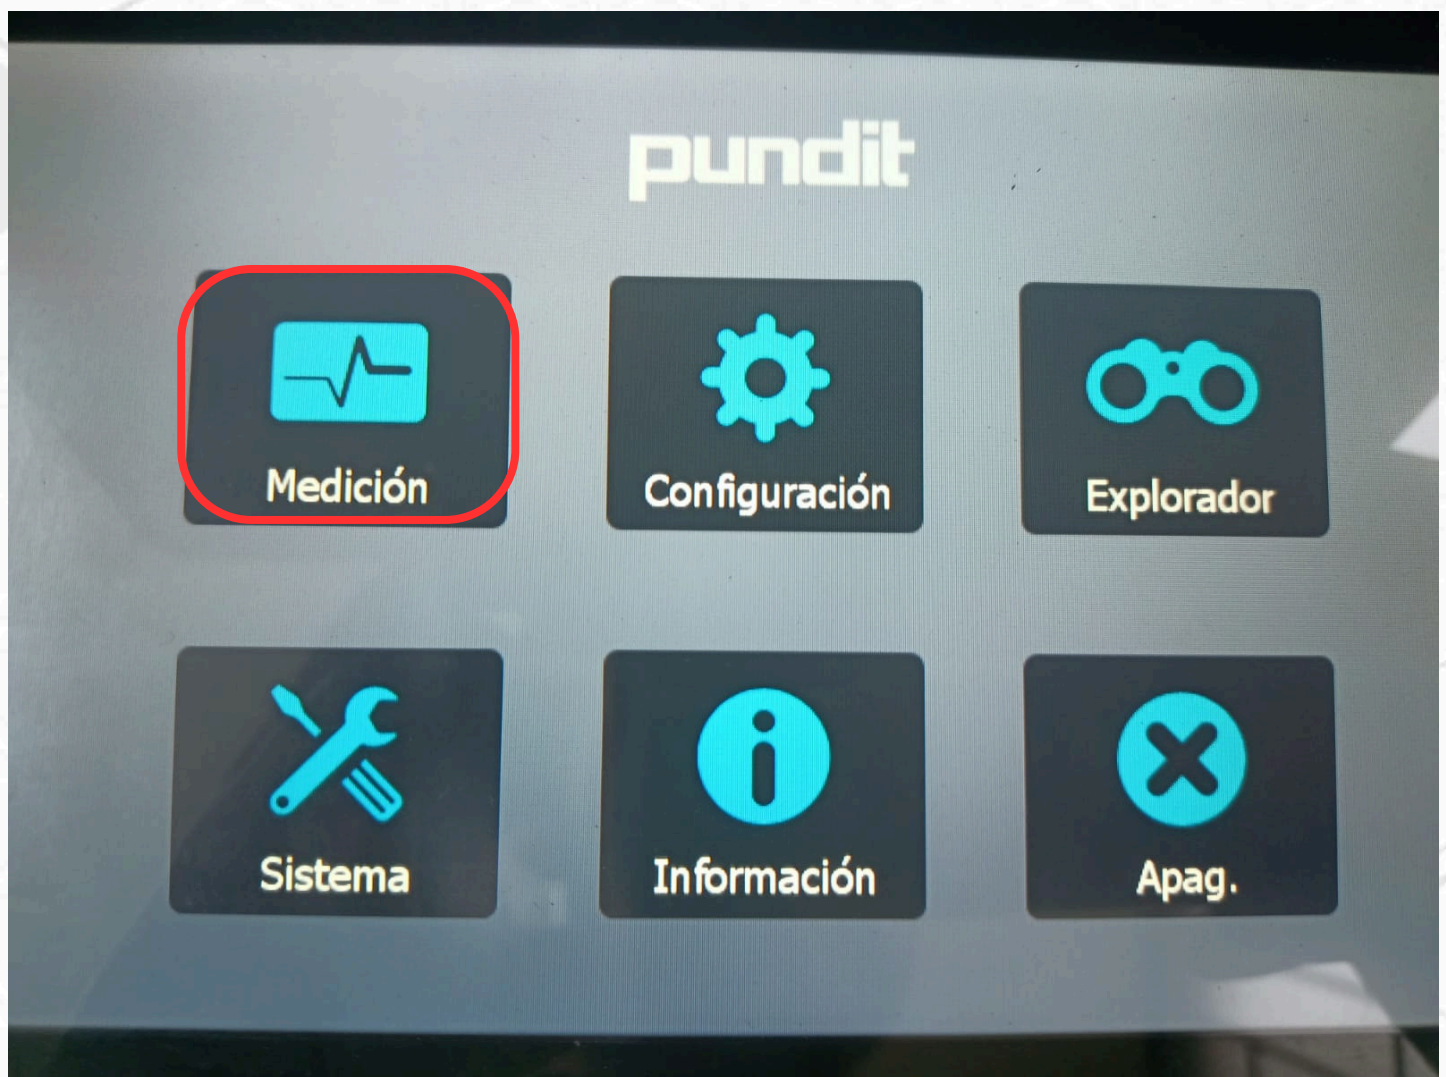 pundit
Medición
Configuración
Explorador
Sistema
Información
Apag.